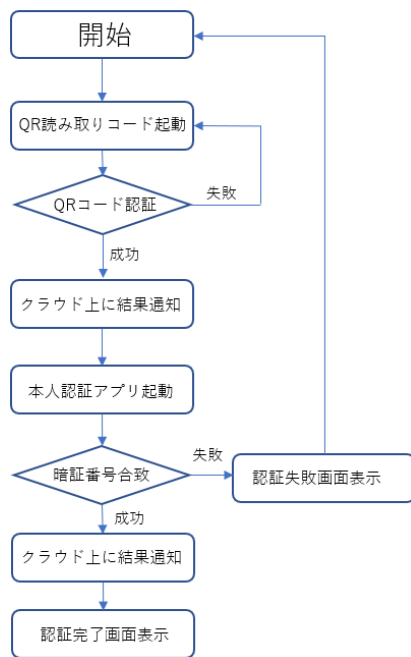 開始
QR読み取りコード起動
QRコード認証
失敗
成功
クラウド上に結果通知
本人認証アプリ起動
暗証番号合致
失敗
認証失敗画面表示
成功
クラウド上に結果通知
認証完了画面表示